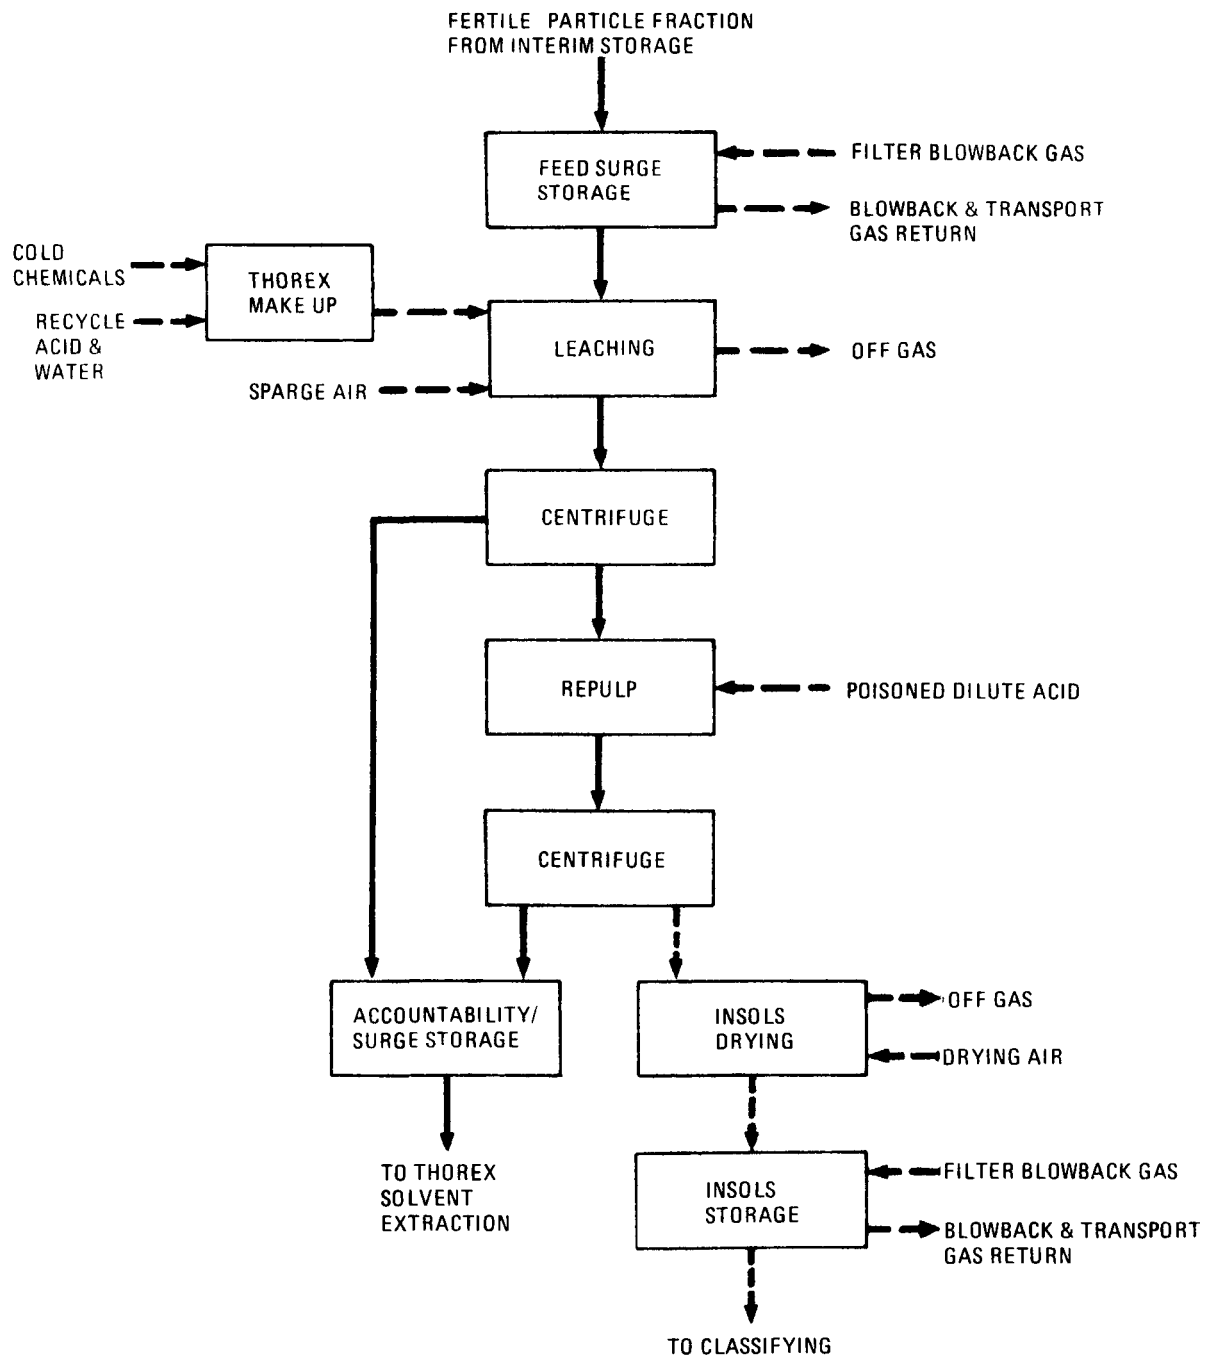 FERTILE PARTICLE FRACTION
FROM INTERIM STORAGE
FEED SURGE
STORAGE
FILTER BLOWBACK GAS
BLOWBACK & TRANSPORT
GAS RETURN
COLD
CHEMICALS
RECYCLE
ACID &
WATER
THOREX
MAKE UP
LEACHING
OFF GAS
SPARGE AIR
CENTRIFUGE
REPULP
POISONED DILUTE ACID
CENTRIFUGE
ACCOUNTABILITY/
SURGE STORAGE
INSOLS
DRYING
OFF GAS
DRYING AIR
TO THOREX
SOLVENT
EXTRACTION
INSOLS
STORAGE
FILTER BLOWBACK GAS
BLOWBACK & TRANSPORT
GAS RETURN
TO CLASSIFYING